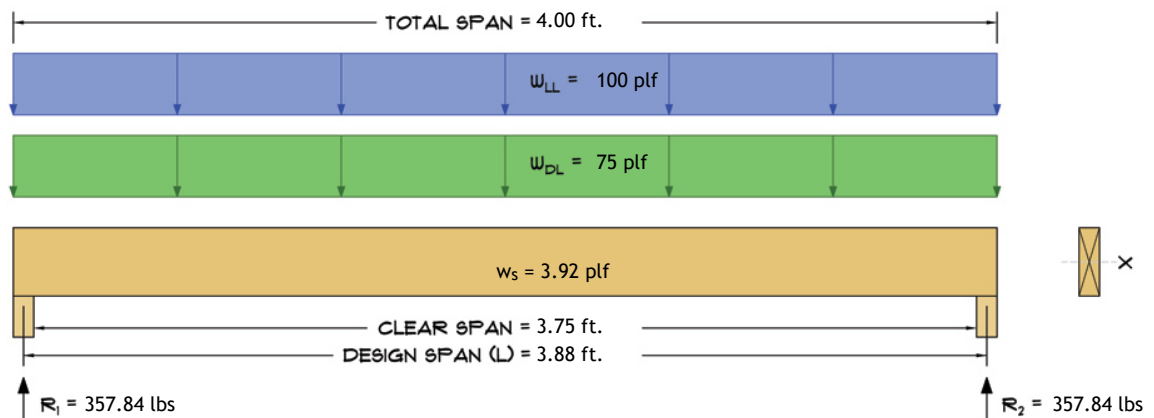 TOTAL SPAN = 4.00 ft.
wLL = 100 plf
wDL = 75 plf
ws = 3.92 plf
X
CLEAR SPAN = 3.75 ft.
DESIGN SPAN (L) = 3.88 ft.
R1 = 357.84 lbs
R2 = 357.84 lbs